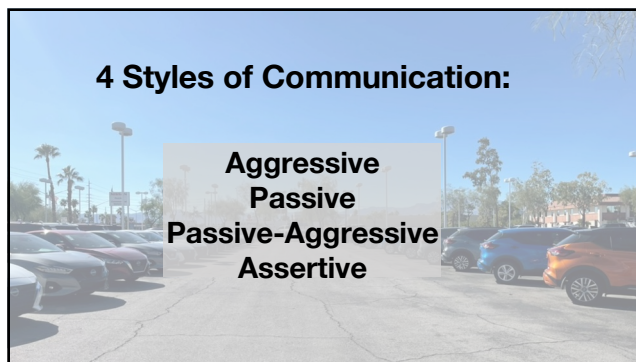 4 Styles of Communication:
Aggressive
Passive
Passive-Aggressive
Assertive